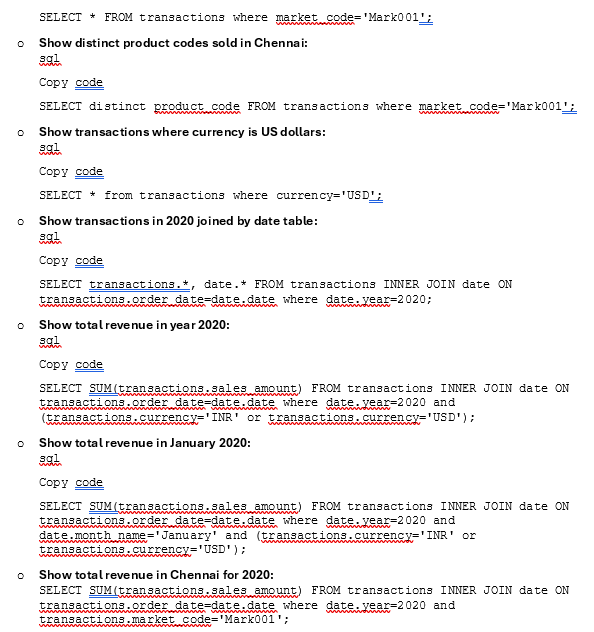 SELECT * FROM transactions where market_code='Mark001';
o Show distinct product codes sold in Chennai:
sql
Copy code
SELECT distinct product_code FROM transactions where market_code='Mark001';
o Show transactions where currency is US dollars:
sql
Copy code
SELECT * from transactions where currency='USD';
o Show transactions in 2020 joined by date table:
sql
Copy code
SELECT transactions.*, date.* FROM transactions INNER JOIN date ON
transactions.order_date=date.date where date.year=2020;
o Show total revenue in year 2020:
sql
Copy code
SELECT SUM(transactions.sales_amount) FROM transactions INNER JOIN date ON
transactions.order_date=date.date where date.year=2020 and
(transactions.currency='INR' or transactions.currency='USD');
o Show total revenue in January 2020:
sql
Copy code
SELECT SUM(transactions.sales_amount) FROM transactions INNER JOIN date ON
transactions.order_date=date.date where date.year=2020 and
date.month_name='January' and (transactions.currency='INR' or
transactions.currency='USD');
o Show total revenue in Chennai for 2020:
SELECT SUM(transactions.sales_amount) FROM transactions INNER JOIN date ON
transactions.order_date=date.date where date.year=2020 and
transactions.market_code='Mark001';